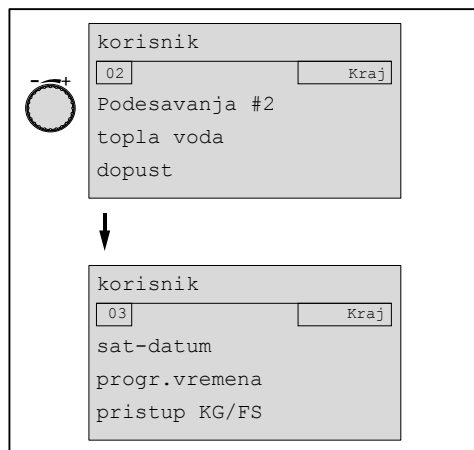 korisnik
02 Kraj
- +
Podesavanja #2
topla voda
dopust
korisnik
03 Kraj
sat-datum
progr.vremena
pristup KG/FS